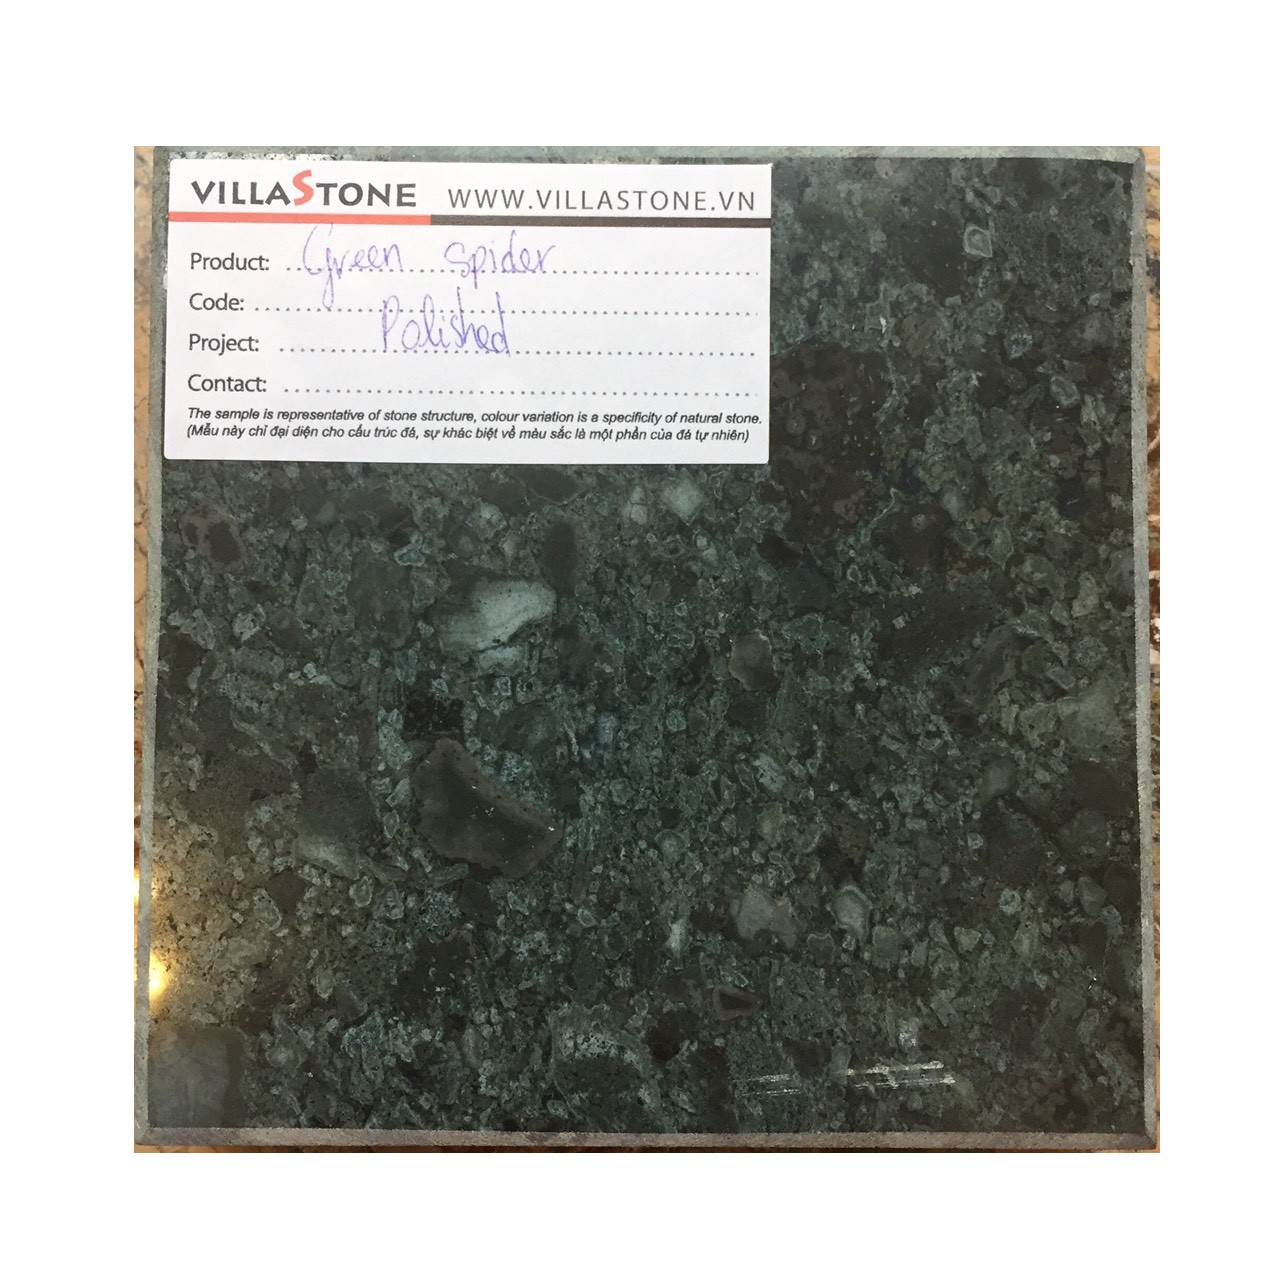 VILLASTONE WWW.VILLASTONE.VN
Product: Green Spider
Code:
Project: Polished
Contact:
The sample is representative of stone structure, colour variation is a specificity of natural stone.
(Mẫu này chỉ đại diện cho cấu trúc đá, sự khác biệt về màu sắc là một phần của đá tự nhiên)